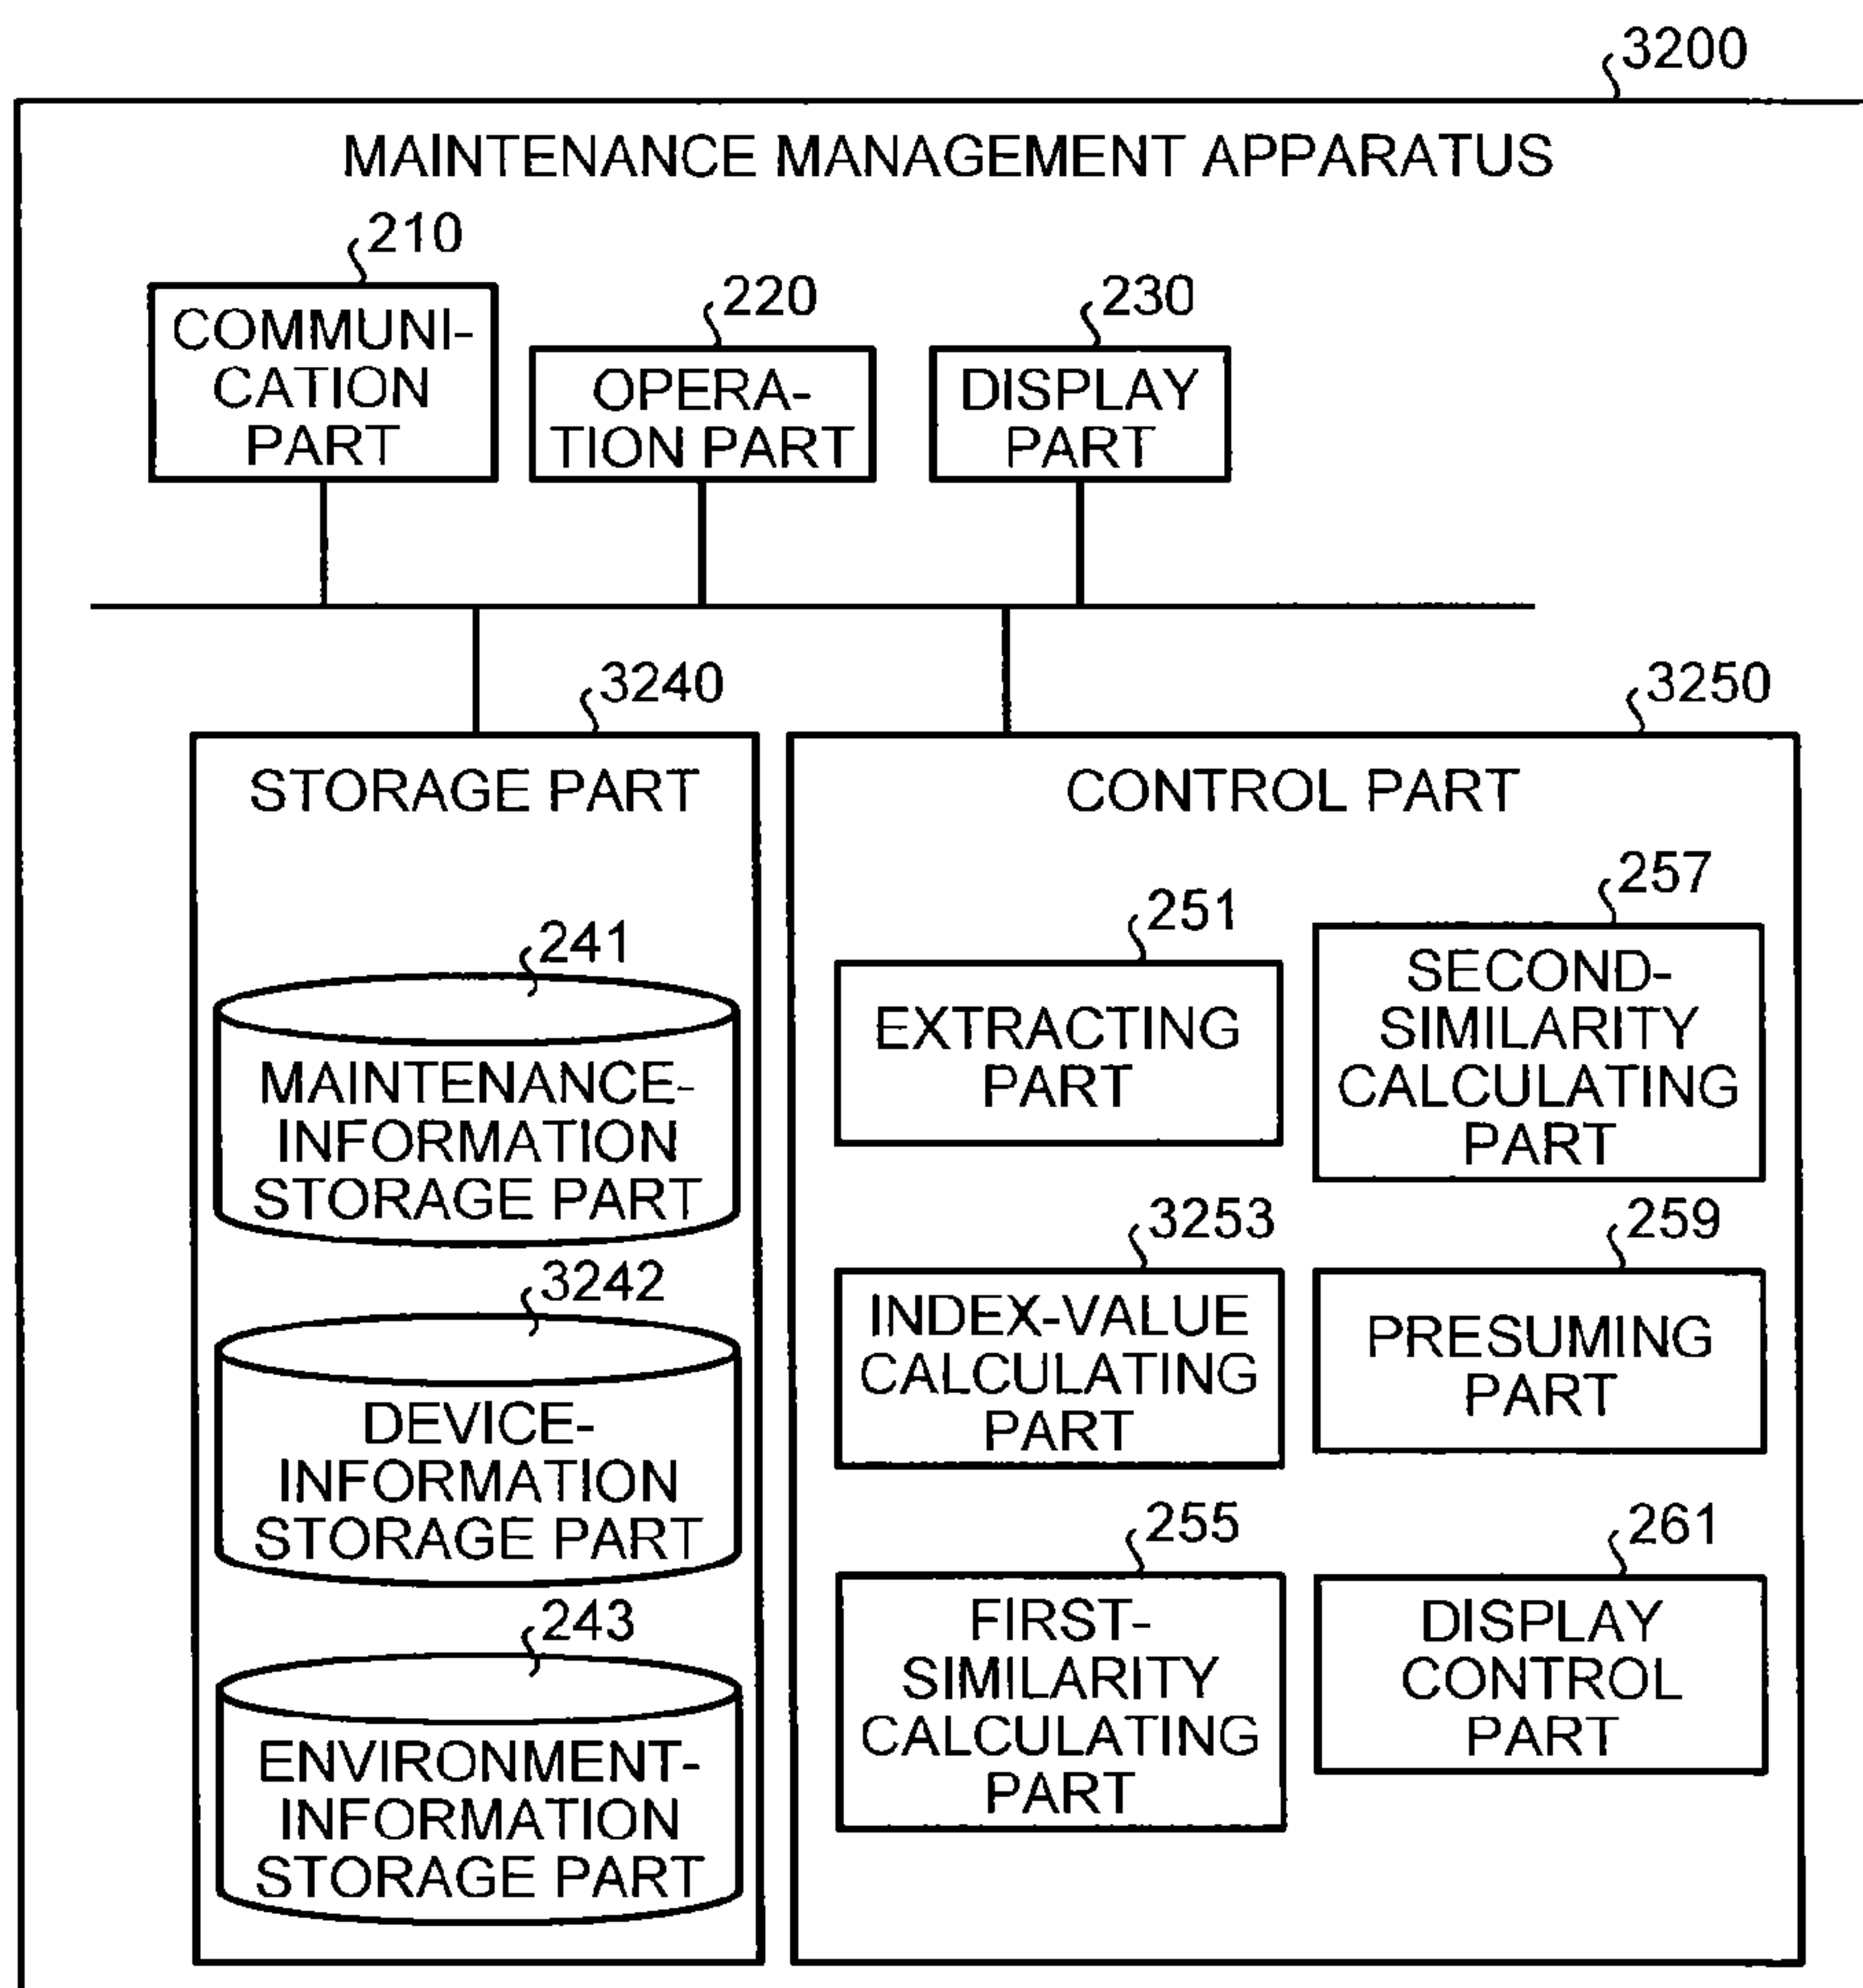 3200
MAINTENANCE MANAGEMENT APPARATUS
210
COMMUNI-
CATION
PART
220
OPERA-
TION PART
230
DISPLAY
PART
3240
STORAGE PART
241
MAINTENANCE-
INFORMATION
STORAGE PART
3242
DEVICE-
INFORMATION
STORAGE PART
243
ENVIRONMENT-
INFORMATION
STORAGE PART
3250
CONTROL PART
251
EXTRACTING
PART
257
SECOND-
SIMILARITY
CALCULATING
PART
3253
INDEX-VALUE
CALCULATING
PART
259
PRESUMING
PART
255
FIRST-
SIMILARITY
CALCULATING
PART
261
DISPLAY
CONTROL
PART